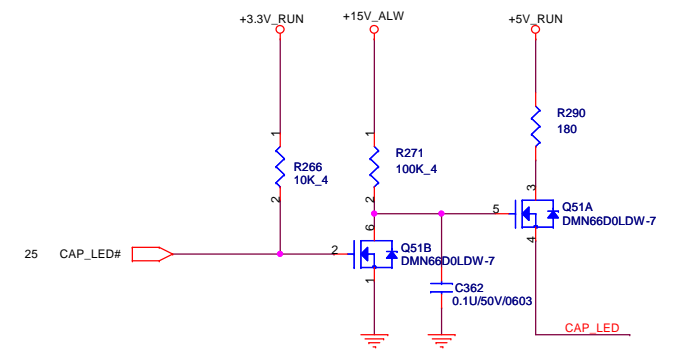 +3.3V_RUN
+15V_ALW
+5V_RUN
1
R266
10K_4
2
1
R271
100K_4
2
R290
180
3
5
Q51A
DMN66D0LDW-7
4
6
25 CAP_LED#
2
Q51B
DMN66D0LDW-7
1
C362
0.1U/50V/0603
CAP_LED